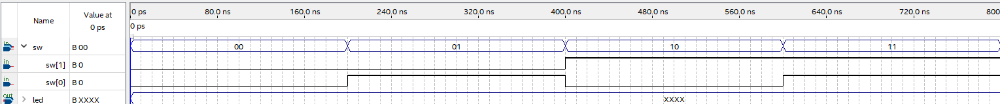 Name
Value at
0 ps
0 ps 80.0 ns 160.0 ns 240.0 ns 320.0 ns 400.0 ns 480.0 ns 560.0 ns 640.0 ns 720.0 ns 800
0 ps
in sw B 00 00 01 10 11
in sw[1] B 0
in sw[0] B 0
out led B XXXX XXXX